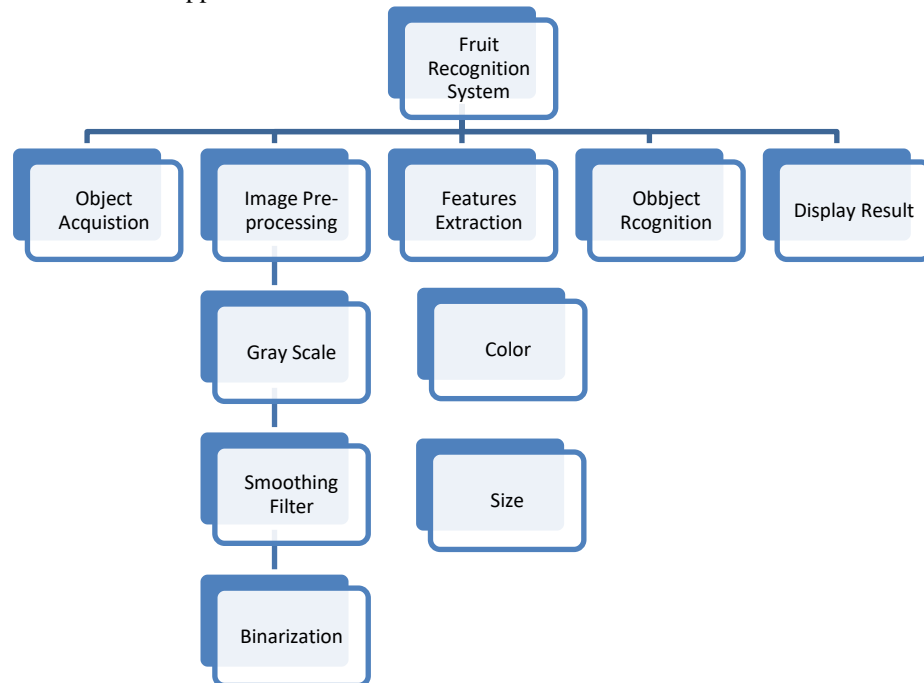 Fruit
Recognition
System
Object
Acquistion
Image Pre-
processing
Features
Extraction
Obbject
Rcognition
Display Result
Gray Scale
Color
Smoothing
Filter
Size
Binarization